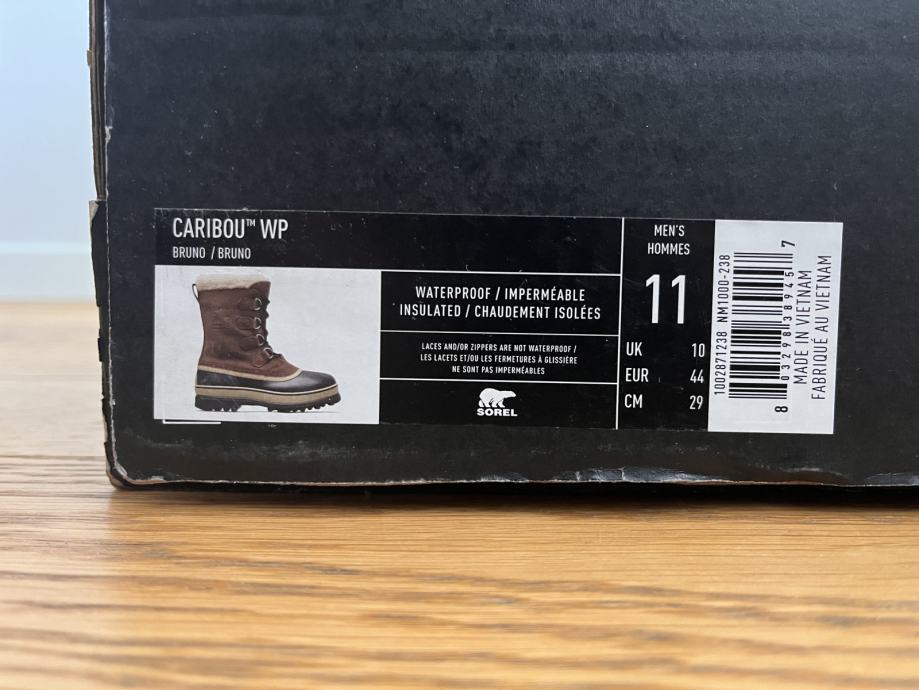 CARIBOU™ WP
BRUNO / BRUNO
WATERPROOF / IMPERMÉABLE
INSULATED / CHAUDEMENT ISOLÉES
LACES AND/OR ZIPPERS ARE NOT WATERPROOF /
LES LACETS ET/OU LES FERMETURES À GLISSIÈRE
NE SONT PAS IMPERMÉABLES
SOREL
MEN'S
HOMMES
11
UK 10
EUR 44
CM 29
1002871238 NM1000-238
8 03298 38945 7
MADE IN VIETNAM
FABRIQUÉ AU VIETNAM